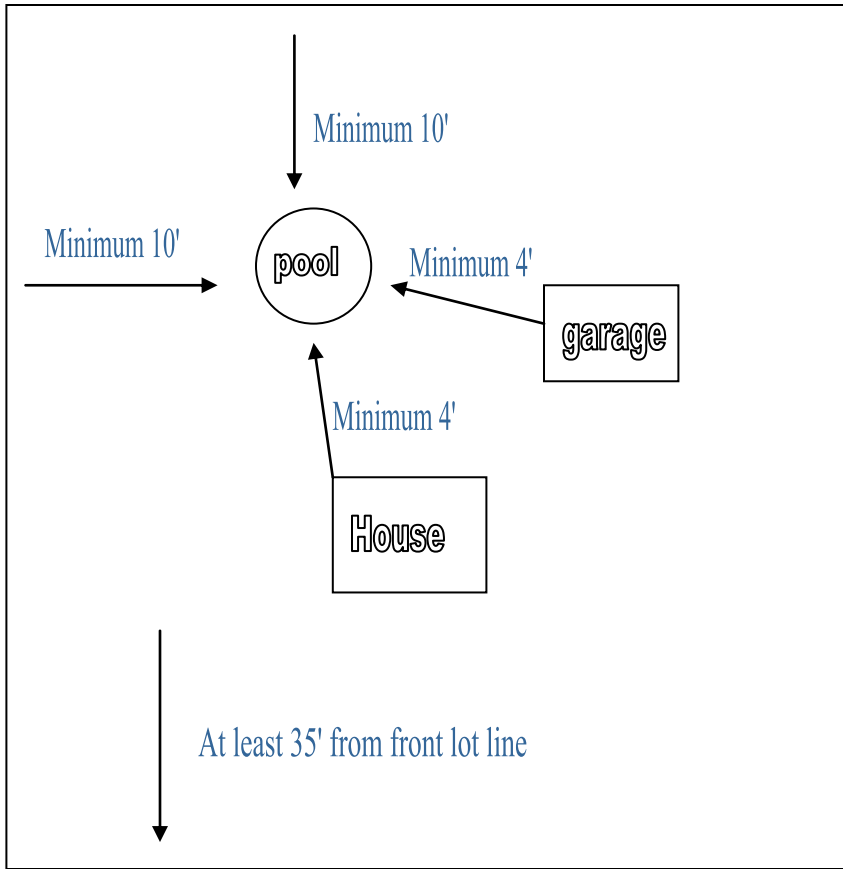 Minimum 10'
Minimum 10'
pool
Minimum 4'
garage
Minimum 4'
House
At least 35' from front lot line